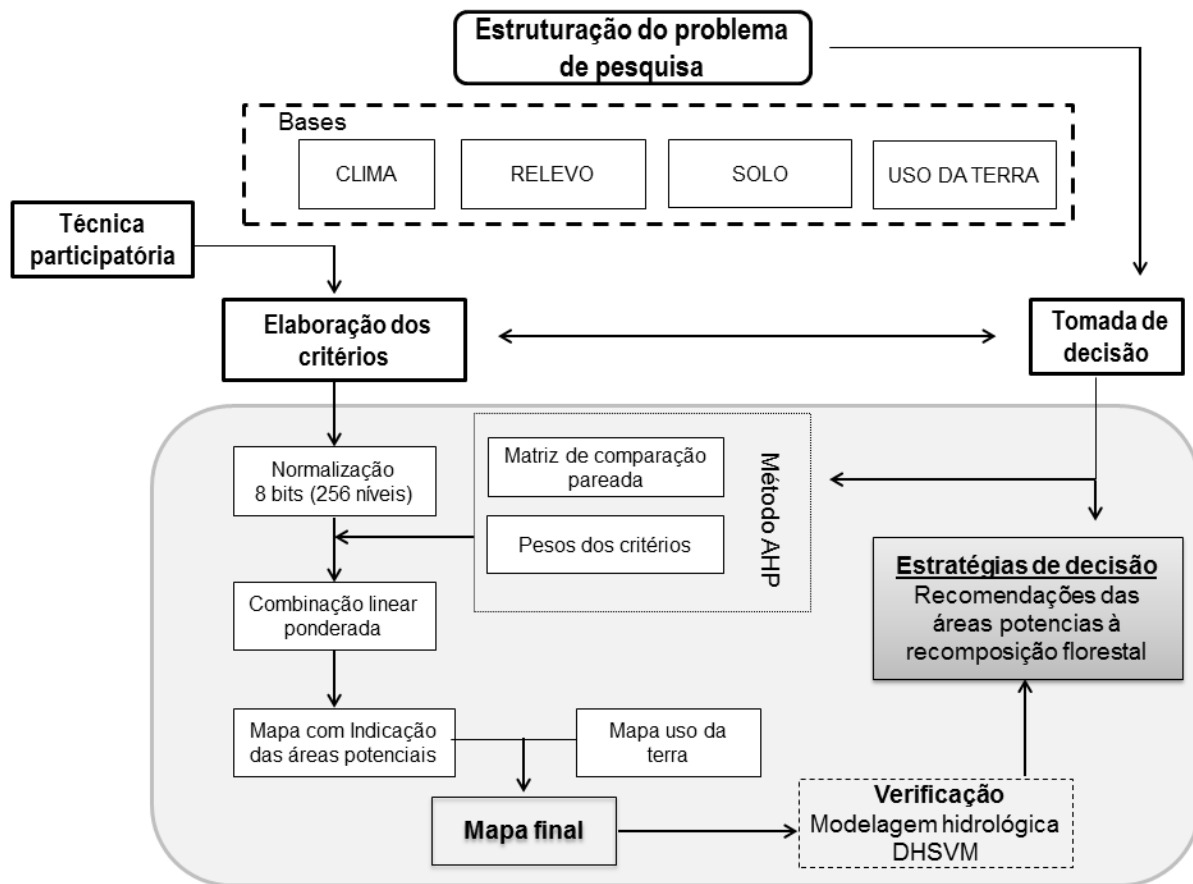 Estruturação do problema
de pesquisa
Bases
CLIMA
RELEVO
SOLO
USO DA TERRA
Técnica
participatória
Elaboração dos
critérios
Tomada de
decisão
Normalização
8 bits (256 níveis)
Matriz de comparação
pareada
Pesos dos critérios
Método AHP
Combinação linear
ponderada
Estratégias de decisão
Recomendações das
áreas potencias à
recomposição florestal
Mapa com Indicação
das áreas potenciais
Mapa uso da
terra
Mapa final
Verificação
Modelagem hidrológica
DHSVM